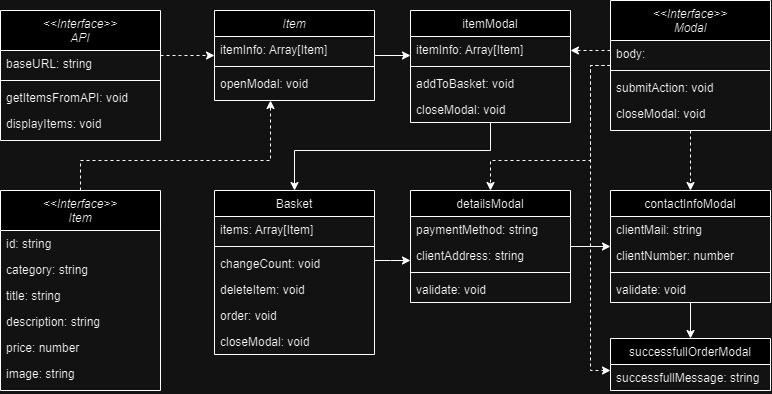 <<Interface>>
API
baseURL: string
getItemsFromAPI: void
displayItems: void
Item
itemInfo: Array[Item]
openModal: void
itemModal
itemInfo: Array[Item]
addToBasket: void
closeModal: void
<<Interface>>
Modal
body:
submitAction: void
closeModal: void
<<Interface>>
Item
id: string
category: string
title: string
description: string
price: number
image: string
Basket
items: Array[Item]
changeCount: void
deleteItem: void
order: void
closeModal: void
detailsModal
paymentMethod: string
clientAddress: string
validate: void
contactInfoModal
clientMail: string
clientNumber: number
validate: void
successfullOrderModal
successfullMessage: string